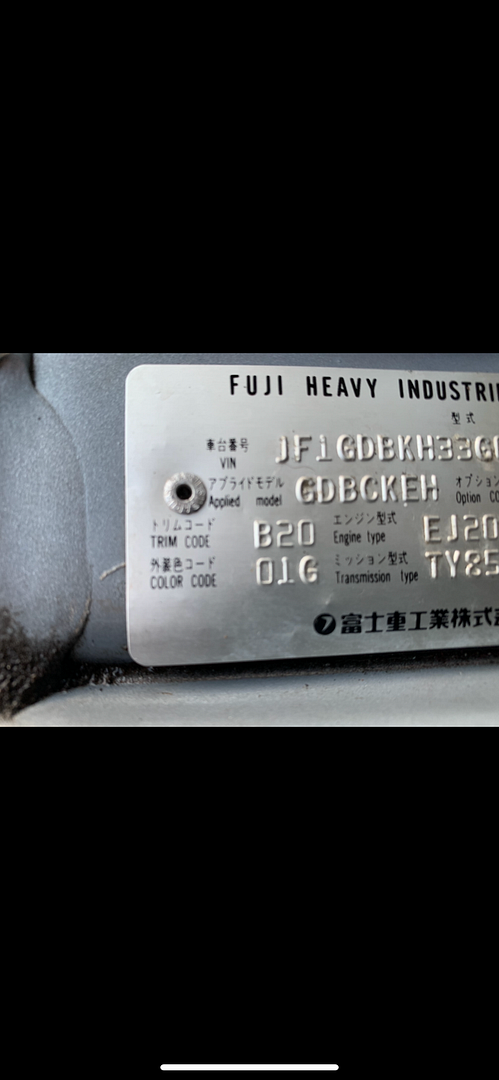 FUJI HEAVY INDUSTRI
型式
車台番号 JF1GDBKH33G
VIN
アプライドモデル GDBCKEH オプション
Applied model Option CO
トリムコード B20 エンジン型式 EJ20
TRIM CODE Engine type
外装色コード 01G ミッション型式 TY85
COLOR CODE Transmission type
富士重工業株式